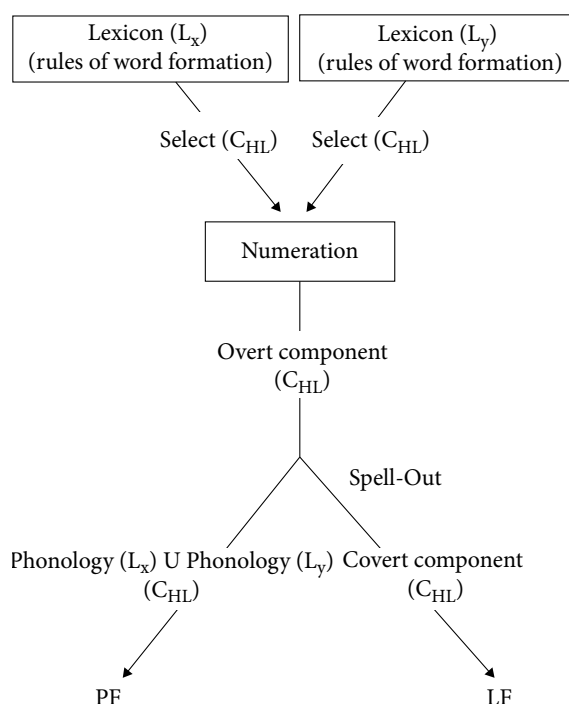 Lexicon (Lx)
(rules of word formation)
Lexicon (Ly)
(rules of word formation)
Select (CHL)
Select (CHL)
Numeration
Overt component
(CHL)
Spell-Out
Phonology (Lx) U Phonology (Ly)
(CHL)
Covert component
(CHL)
PF
LF